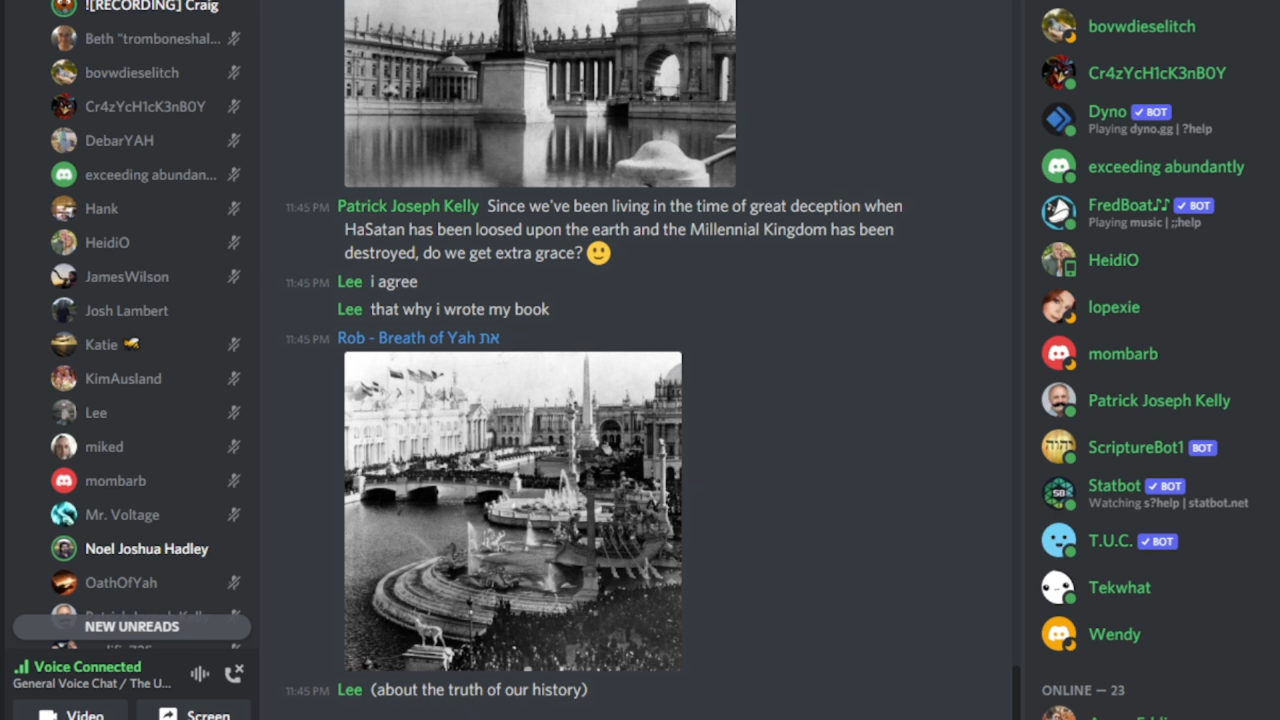 ![RECORDING] Craig
Beth "tromboneshal...
bovwdieselitch
Cr4zYcH1cK3nB0Y
DebarYAH
exceeding abundan...
Hank
HeidiO
JamesWilson
Josh Lambert
Katie
KimAusland
Lee
miked
mombarb
Mr. Voltage
Noel Joshua Hadley
OathOfYah
NEW UNREADS
Voice Connected
General Voice Chat / The U...
Video
Screen
11:45 PM Patrick Joseph Kelly Since we've been living in the time of great deception when
HaSatan has been loosed upon the earth and the Millennial Kingdom has been
destroyed, do we get extra grace? 🙂
11:45 PM Lee i agree
Lee that why i wrote my book
11:45 PM Rob - Breath of Yah את
11:45 PM Lee (about the truth of our history)
bovwdieselitch
Cr4zYcH1cK3nB0Y
Dyno ✓ BOT
Playing dyno.gg | ?help
exceeding abundantly
FredBoat♪♪ ✓ BOT
Playing music | ;;help
HeidiO
lopexie
mombarb
Patrick Joseph Kelly
יהוה
ScriptureBot1 BOT
SB
Statbot ✓ BOT
Watching s?help | statbot.net
T.U.C. ✓ BOT
Tekwhat
Wendy
ONLINE — 23